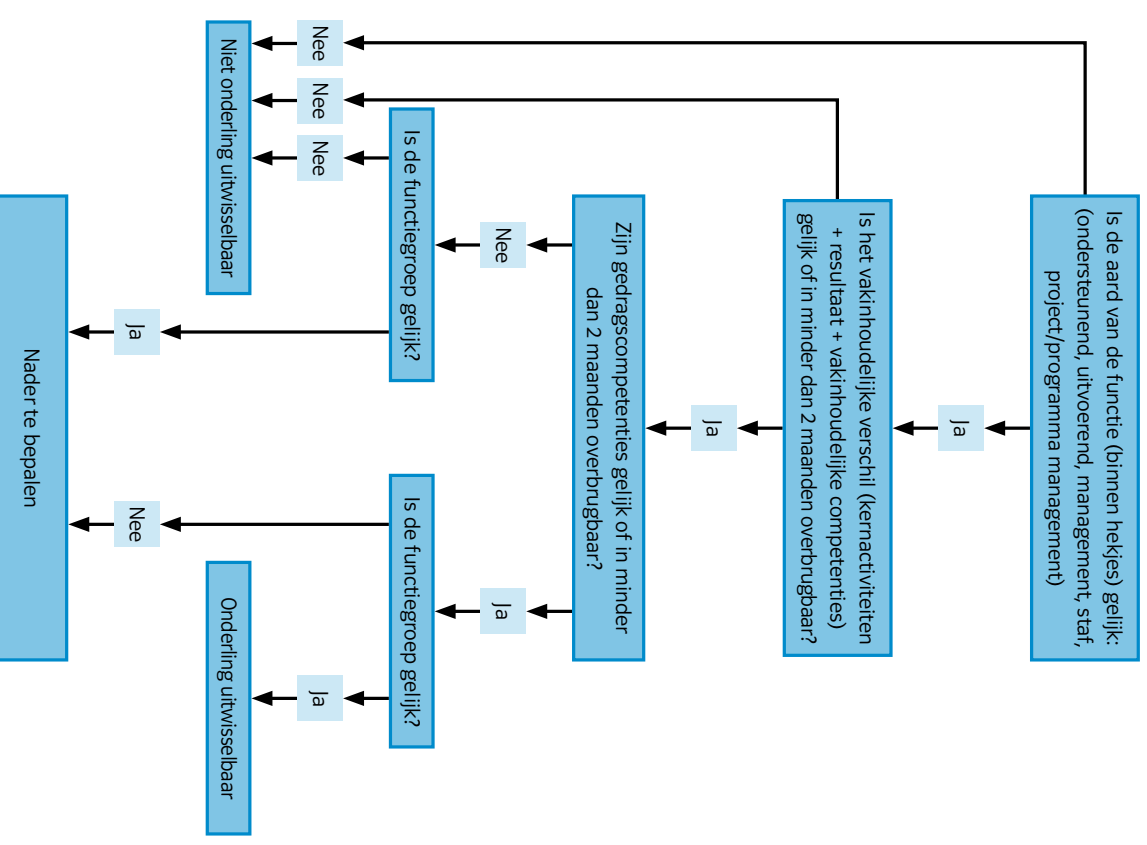 Is de aard van de functie (binnen hekjes) gelijk:
(ondersteunend, uitvoerend, management, staf,
project/programma management)
Ja
Is het vakinhoudelijke verschil (kernactiviteiten
+ resultaat + vakinhoudelijke competenties)
gelijk of in minder dan 2 maanden overbrugbaar?
Ja
Zijn gedragscompetenties gelijk of in minder
dan 2 maanden overbrugbaar?
Nee
Ja
Is de functiegroep gelijk?
Is de functiegroep gelijk?
Nee
Nee
Nee
Ja
Niet onderling uitwisselbaar
Onderling uitwisselbaar
Ja
Nee
Nader te bepalen